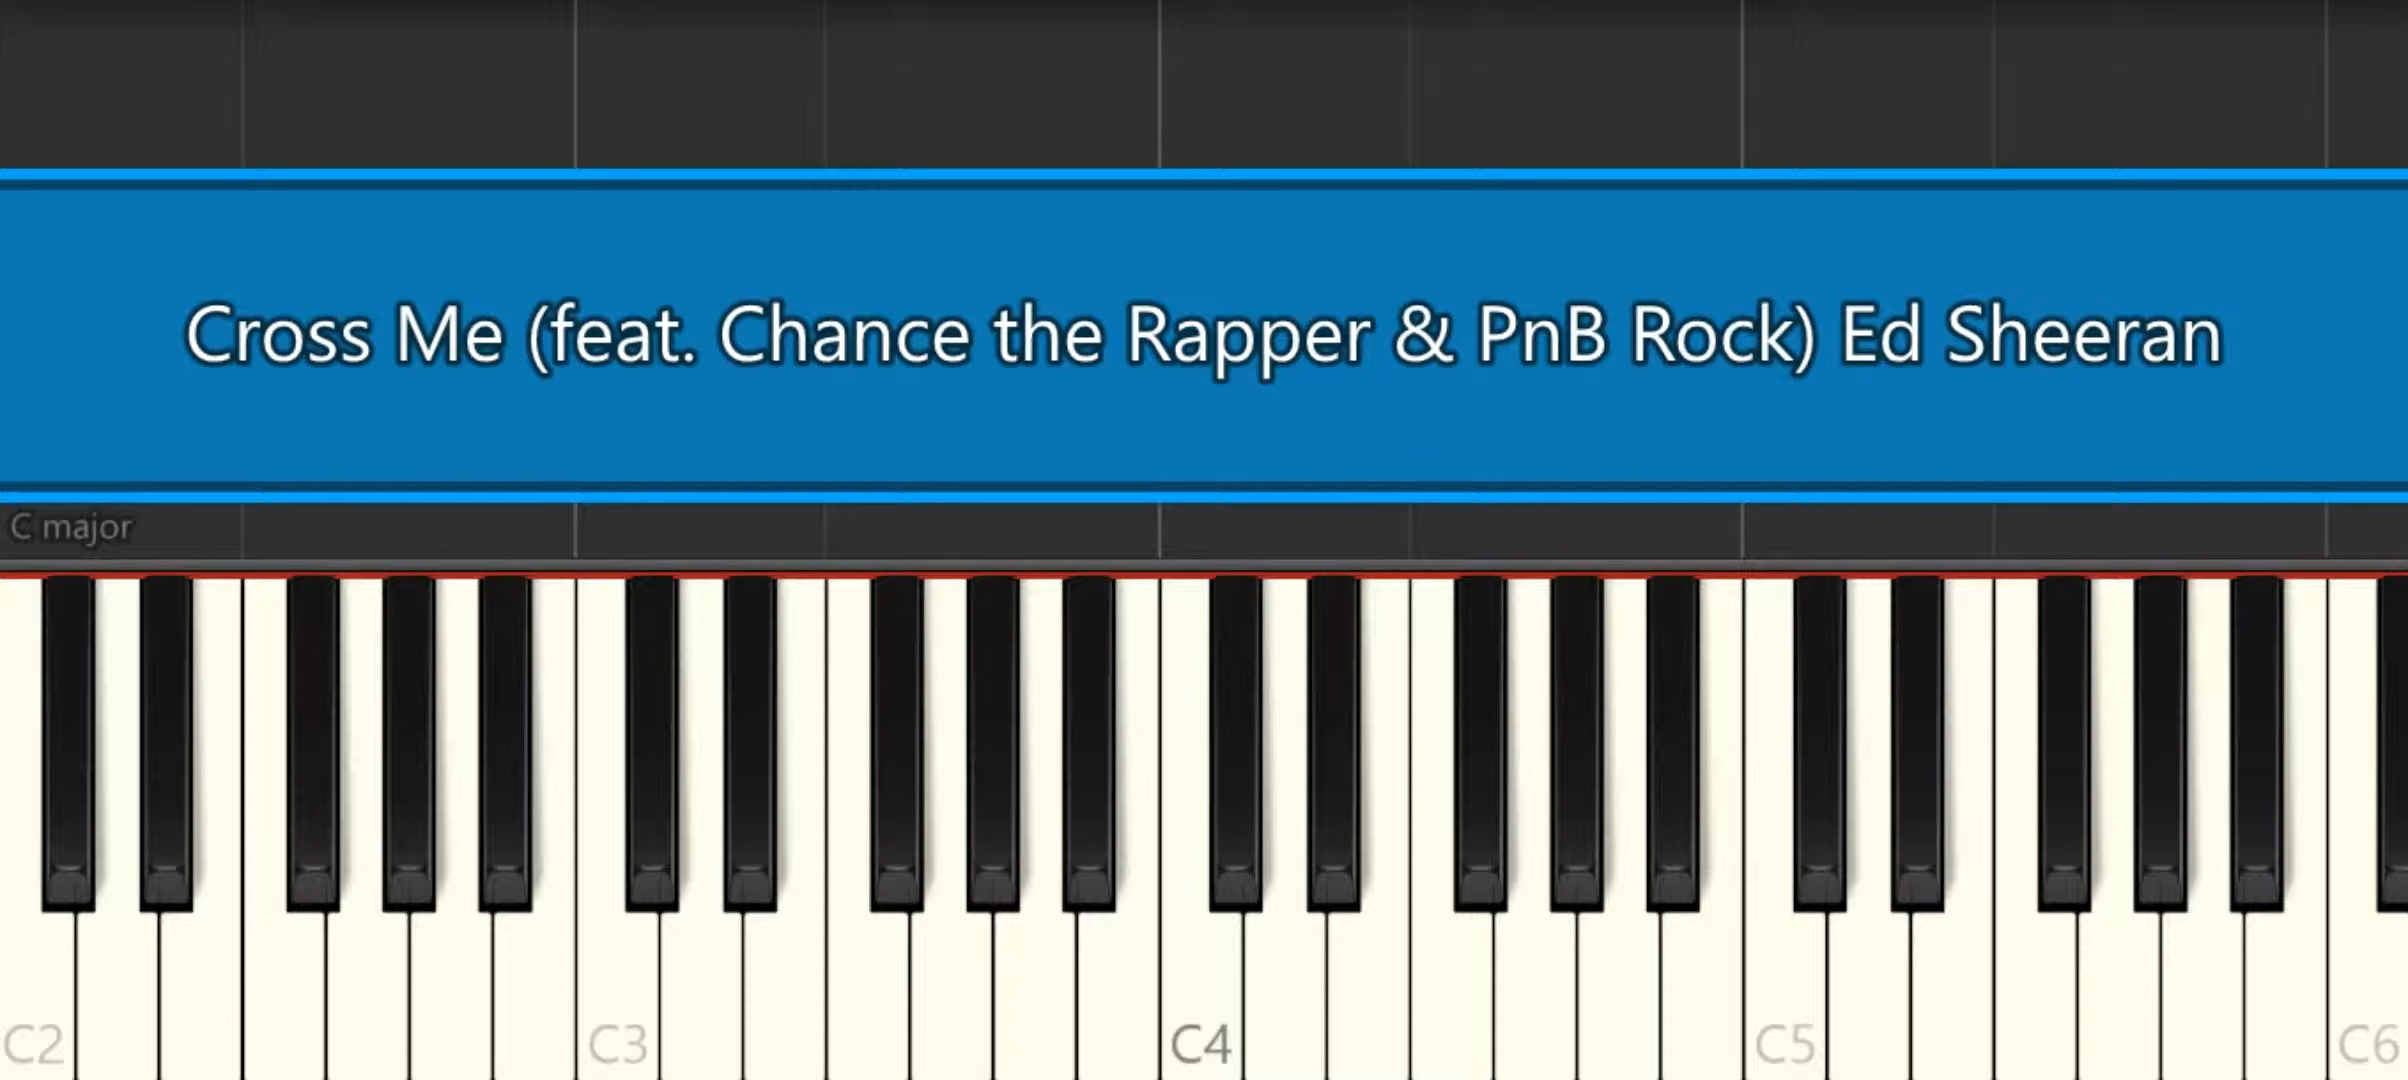 Cross Me (feat. Chance the Rapper & PnB Rock) Ed Sheeran
C major
C2 C3 C4 C5 C6